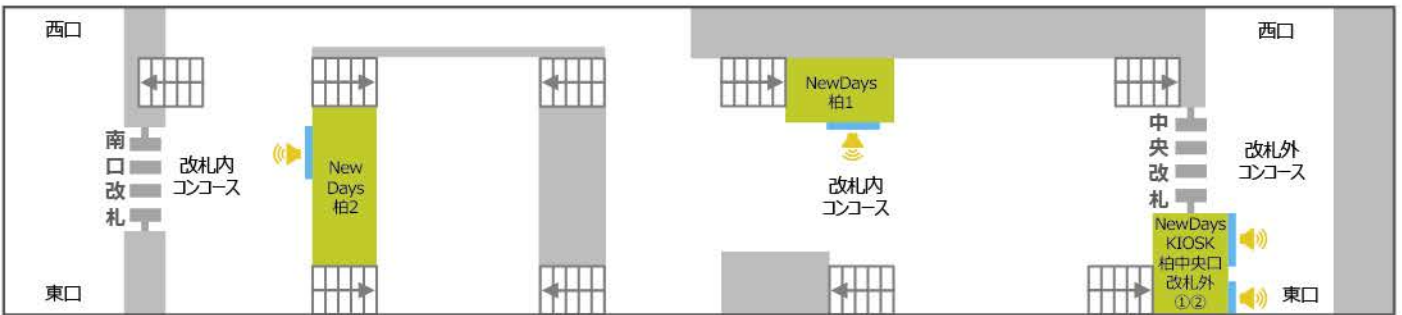 西口
南
口
改
札
改札内
コンコース
東口
New
Days
柏2
NewDays
柏1
改札内
コンコース
中
央
改
札
西口
改札外
コンコース
NewDays
KIOSK
柏中央口
改札外
①②
東口